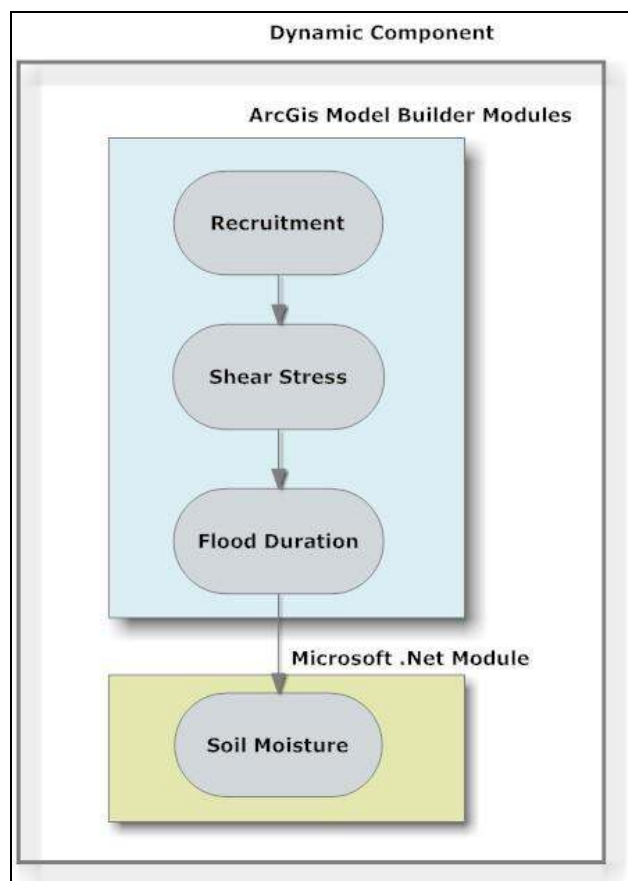 Dynamic Component
ArcGis Model Builder Modules
Recruitment
Shear Stress
Flood Duration
Microsoft .Net Module
Soil Moisture